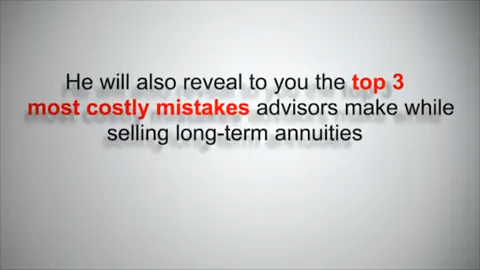 He will also reveal to you the top 3
most costly mistakes advisors make while
selling long-term annuities